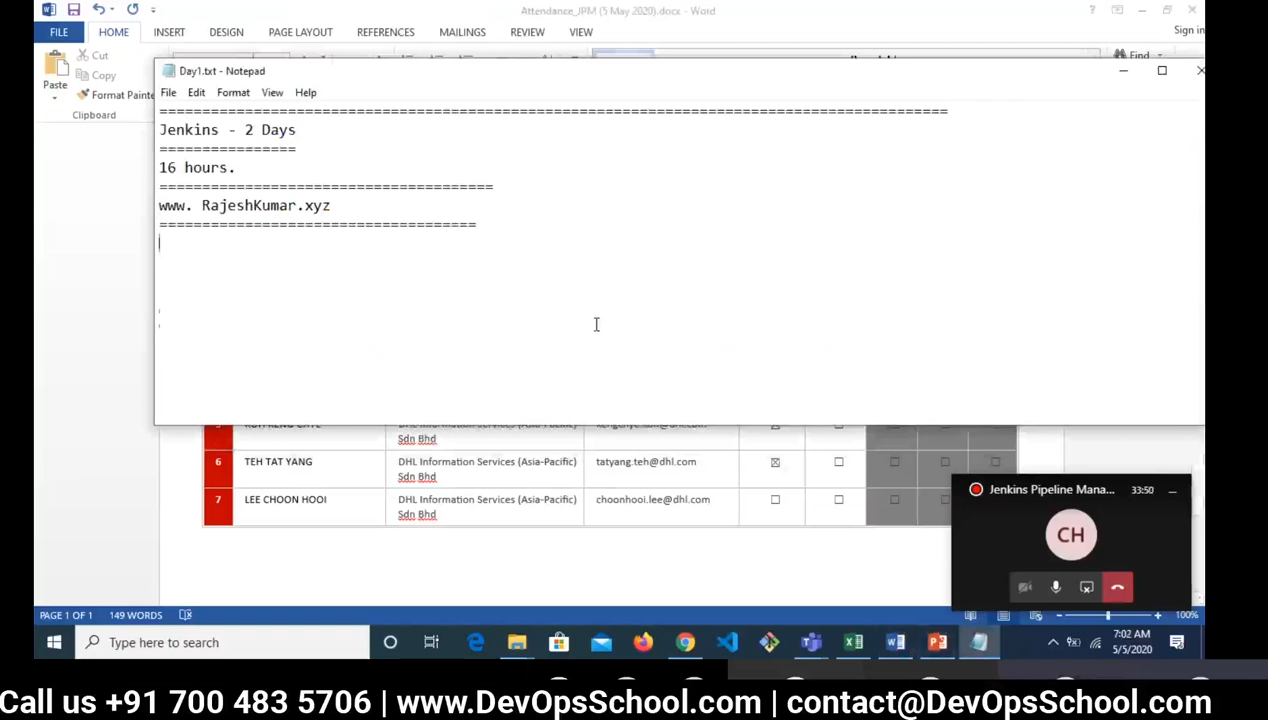 Attendance_JPM (5 May 2020).docx - Word
FILE HOME INSERT DESIGN PAGE LAYOUT REFERENCES MAILINGS REVIEW VIEW Sign in
Cut
Copy
Paste
Format Painte
Clipboard
Find
Day1.txt - Notepad
File Edit Format View Help
=============================================================================================
Jenkins - 2 Days
================
16 hours.
=======================================
www. RajeshKumar.xyz
=====================================
Sdn Bhd
6 TEH TAT YANG DHL Information Services (Asia-Pacific) tatyang.teh@dhl.com
Sdn Bhd
7 LEE CHOON HOOI DHL Information Services (Asia-Pacific) choonhooi.lee@dhl.com
Sdn Bhd
Jenkins Pipeline Mana... 33:50
CH
PAGE 1 OF 1 149 WORDS 100%
Type here to search
7:02 AM
5/5/2020
Call us +91 700 483 5706 | www.DevOpsSchool.com | contact@DevOpsSchool.com